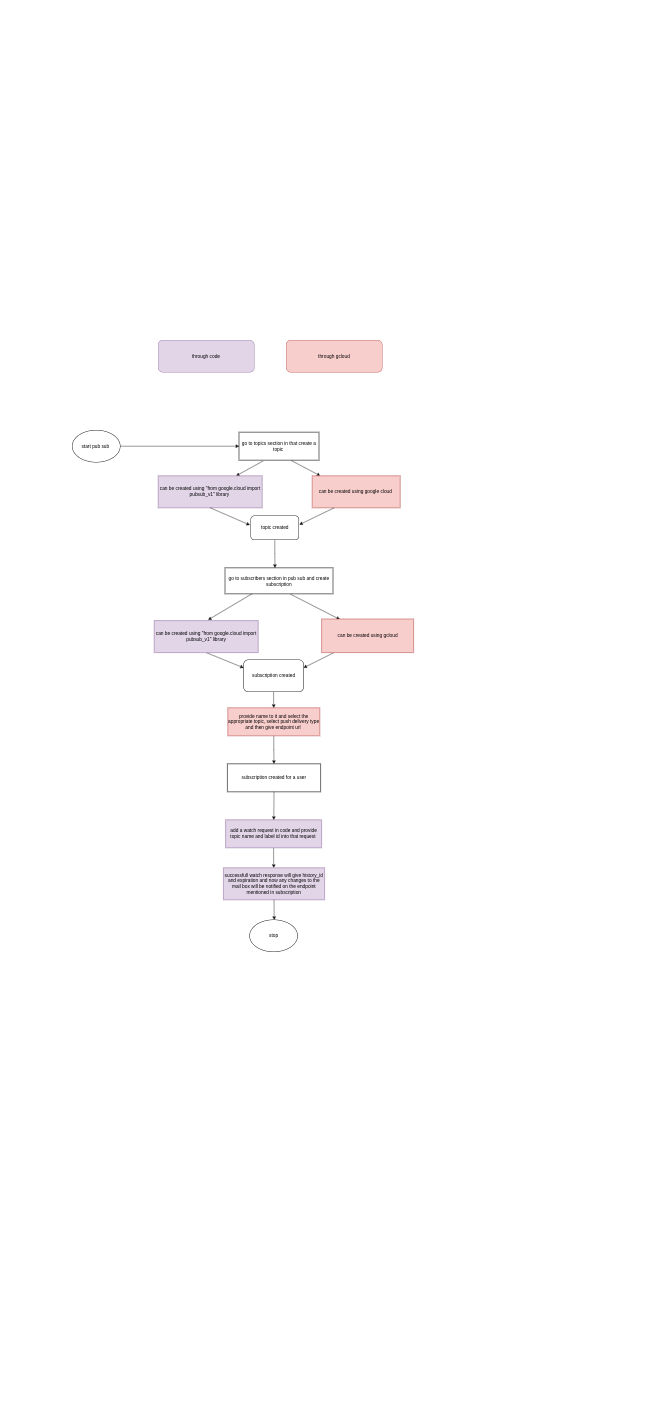 through code
through gcloud
start pub sub
go to topics section in that create a
topic
can be created using "from google.cloud import
pubsub_v1" library
can be created using google cloud
topic created
go to subscribers section in pub sub and create
subscription
can be created using "from google.cloud import
pubsub_v1" library
can be created using gcloud
subscription created
provide name to it and select the
appropriate topic, select push delivery type
and then give endpoint url
subscription created for a user
add a watch request in code and provide
topic name and label id into that request
successfull watch response will give history_id
and expiration and now any changes to the
mail box will be notified on the endpoint
mentioned in subscription
stop